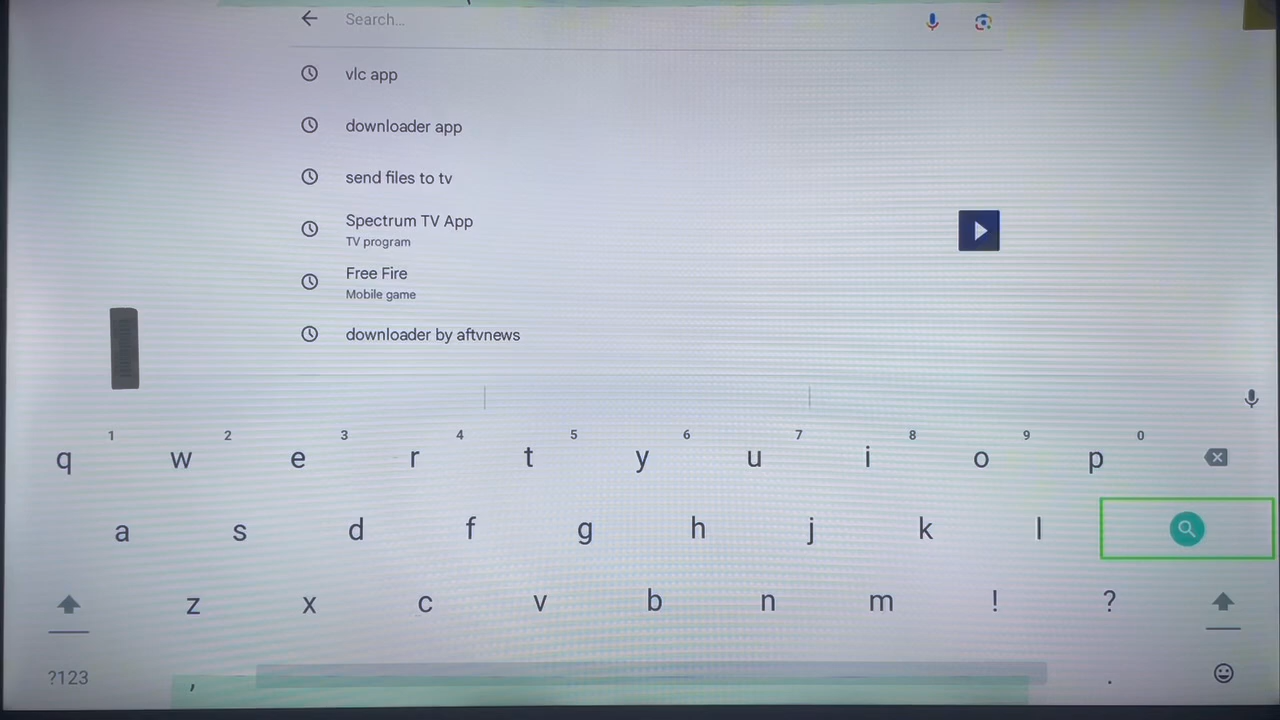 Search...
vlc app
downloader app
send files to tv
Spectrum TV App
TV program
Free Fire
Mobile game
downloader by aftvnews
1 2 3 4 5 6 7 8 9 0
q w e r t y u i o p
a s d f g h j k l
z x c v b n m ! ?
?123 , .